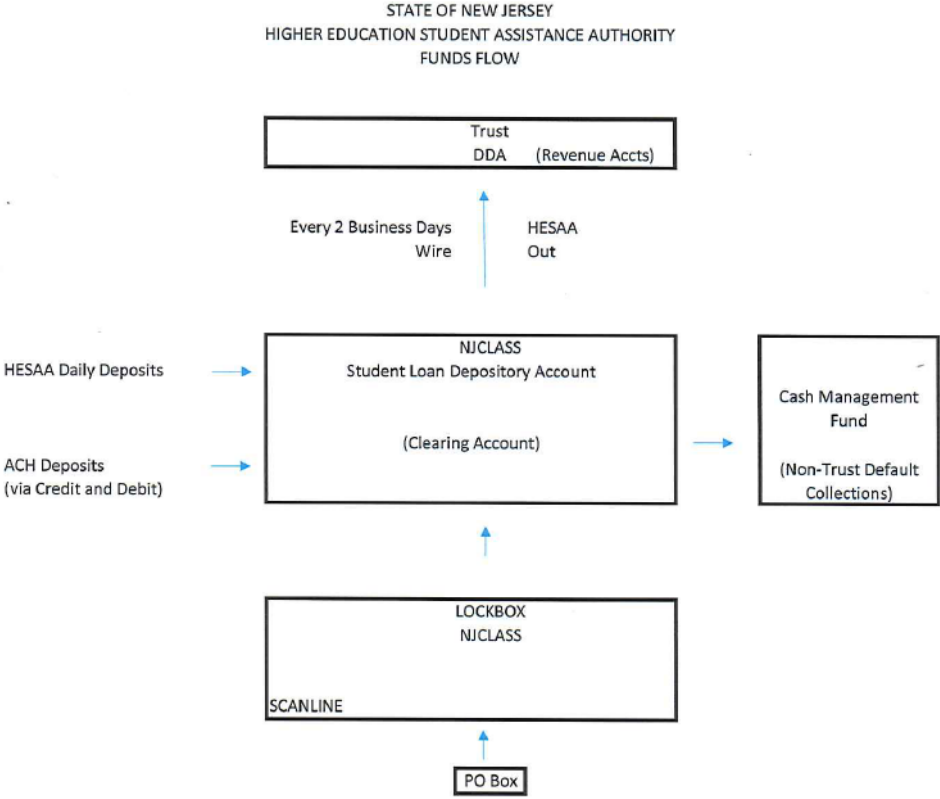 STATE OF NEW JERSEY
HIGHER EDUCATION STUDENT ASSISTANCE AUTHORITY
FUNDS FLOW
Trust
DDA (Revenue Accts)
Every 2 Business Days HESAA
Wire Out
NJCLASS
HESAA Daily Deposits
Student Loan Depository Account
Cash Management
Fund
(Clearing Account)
ACH Deposits
(via Credit and Debit)
(Non-Trust Default
Collections)
LOCKBOX
NJCLASS
SCANLINE
PO Box